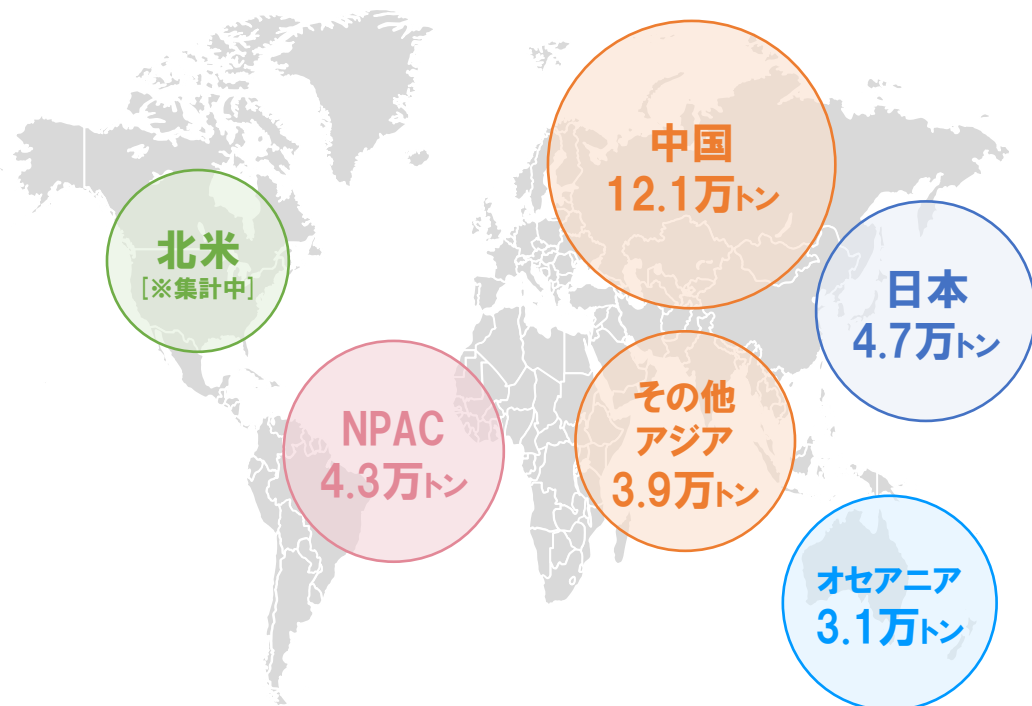 中国
12.1万トン
北米
[※集計中]
日本
4.7万トン
NPAC
4.3万トン
その他
アジア
3.9万トン
オセアニア
3.1万トン